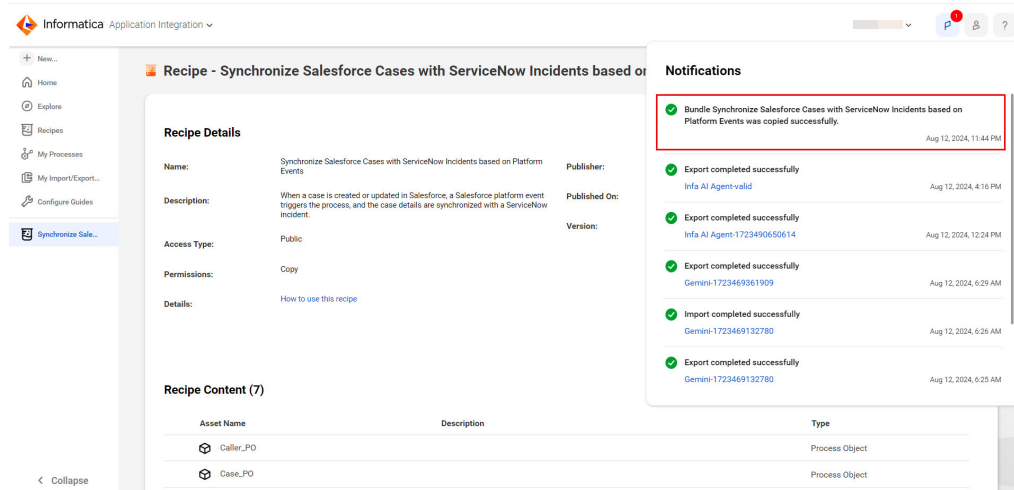 Informatica Application Integration
1
?
New...
Home
Explore
Recipes
My Processes
My Import/Export...
Configure Guides
Synchronize Sale...
Collapse
Recipe - Synchronize Salesforce Cases with ServiceNow Incidents based o
Recipe Details
Name:
Synchronize Salesforce Cases with ServiceNow Incidents based on Platform
Events
Description:
When a case is created or updated in Salesforce, a Salesforce platform event
triggers the process, and the case details are synchronized with a ServiceNow
incident.
Access Type:
Public
Permissions:
Copy
Details:
How to use this recipe
Publisher:
Published On:
Version:
Recipe Content (7)
Asset Name Description Type
Caller_PO Process Object
Case_PO Process Object
Notifications
Bundle Synchronize Salesforce Cases with ServiceNow Incidents based on
Platform Events was copied successfully.
Aug 12, 2024, 11:44 PM
Export completed successfully
Infa AI Agent-valid Aug 12, 2024, 4:16 PM
Export completed successfully
Infa AI Agent-1723490650614 Aug 12, 2024, 12:24 PM
Export completed successfully
Gemini-1723469361909 Aug 12, 2024, 6:29 AM
Import completed successfully
Gemini-1723469132780 Aug 12, 2024, 6:26 AM
Export completed successfully
Gemini-1723469132780 Aug 12, 2024, 6:25 AM